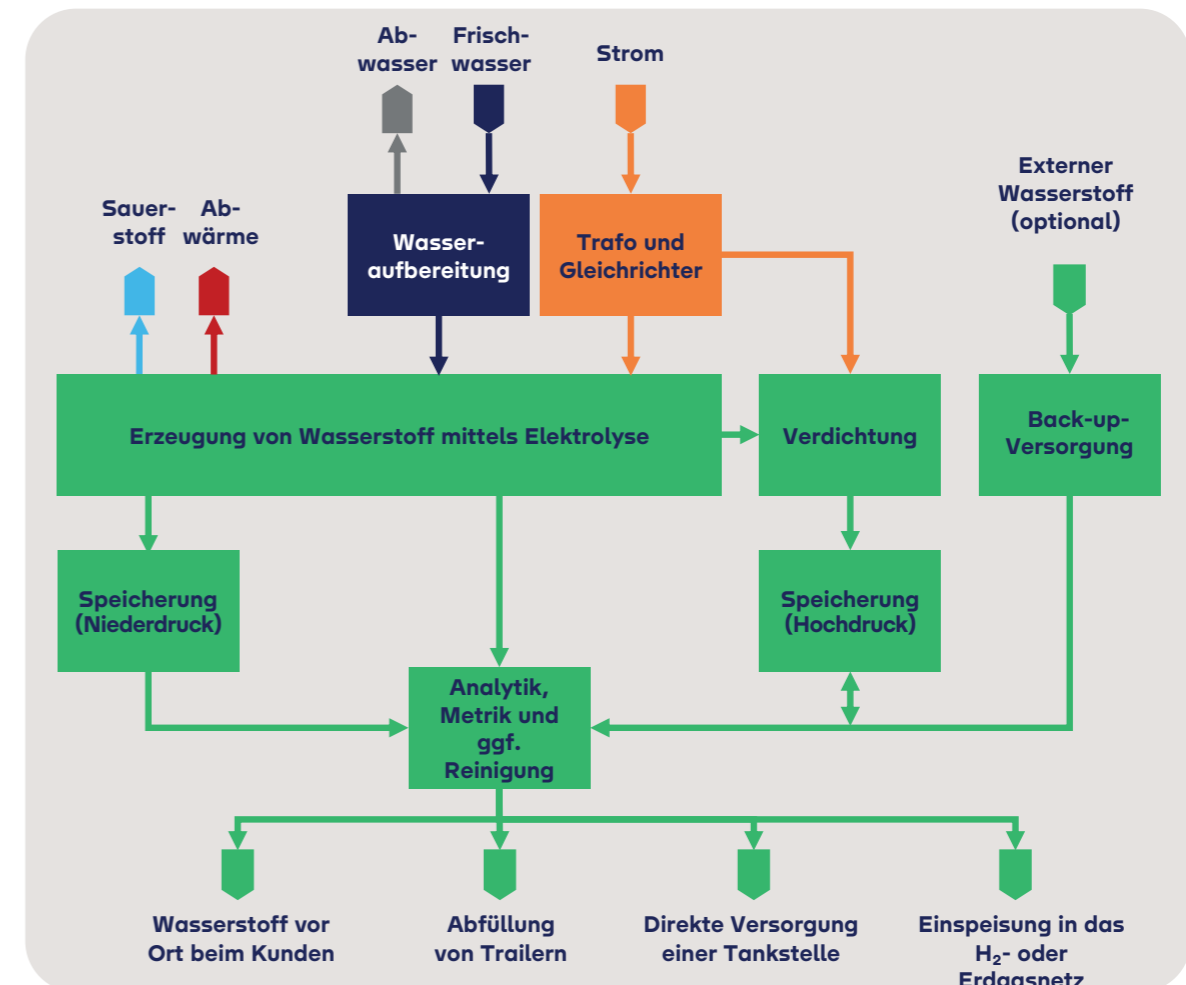 Ab-
wasser
Frisch-
wasser
Strom
Externer
Wasserstoff
(optional)
Sauer-
stoff
Ab-
wärme
Wasser-
aufbereitung
Trafo und
Gleichrichter
Erzeugung von Wasserstoff mittels Elektrolyse
Verdichtung
Back-up-
Versorgung
Speicherung
(Niederdruck)
Speicherung
(Hochdruck)
Analytik,
Metrik und
ggf.
Reinigung
Wasserstoff vor
Ort beim Kunden
Abfüllung
von Trailern
Direkte Versorgung
einer Tankstelle
Einspeisung in das
H₂- oder
Erdgasnetz